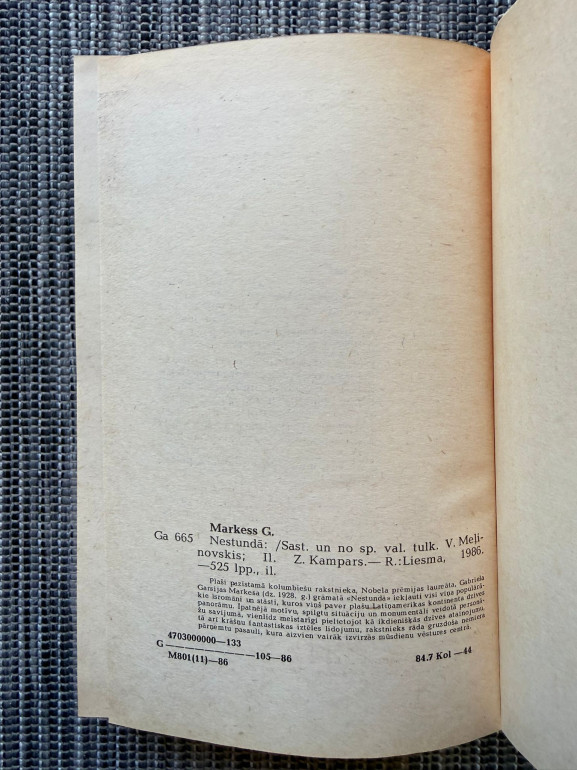 Markess G.
Ga 665 Nestundā: /Sast. un no sp. val. tulk. V. Meļi-
novskis; Il. Z. Kampars.— R.:Liesma, 1986.
—525 lpp., il.
Plaši pazīstamā kolumbiešu rakstnieka, Nobela prēmijas laureāta, Gabriela
Garsijas Markesa (dz. 1928. g.) grāmatā «Nestundā» iekļauti visi viņa populārā-
kie īsromāni un stāsti, kuros viņš paver plašu Latīņamerikas kontinenta dzīves
panorāmu. Īpatnējā motīvu, spilgtu situāciju un monumentāli veidotu personā-
žu savijumā, vienlīdz meistarīgi pielietojot kā ikdienišķās dzīves atainojumu,
tā arī krāšņu fantastiskas iztēles lidojumu, rakstnieks rāda gruzdoša nemiera
pārņemtu pasauli, kura aizvien vairāk izvirzās mūsdienu vēstures centrā.
4703000000—133
G————105—86
M801(11)—86 84.7 Kol —44